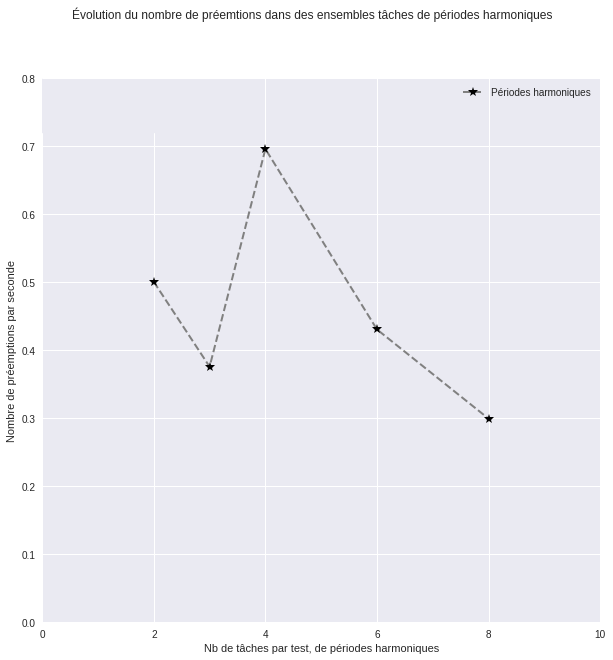 Évolution du nombre de préemtions dans des ensembles tâches de périodes harmoniques
Périodes harmoniques
0.8
0.7
0.6
0.5
0.4
0.3
0.2
0.1
0.0
Nombre de préemptions par seconde
0 2 4 6 8 10
Nb de tâches par test, de périodes harmoniques